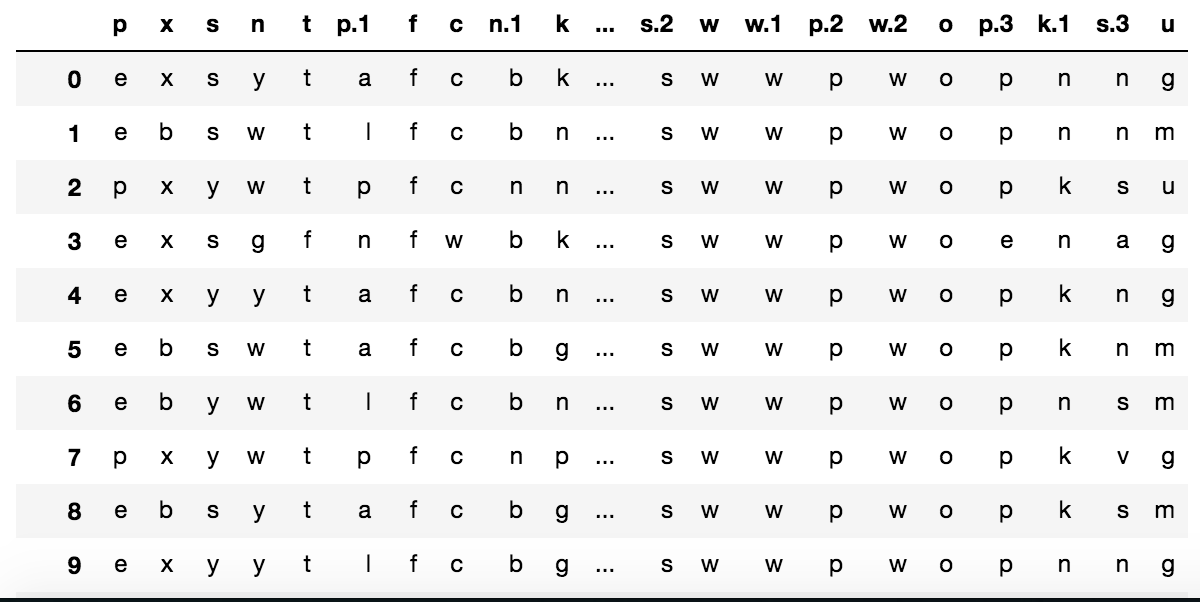 p x s n t p.1 f c n.1 k ... s.2 w w.1 p.2 w.2 o p.3 k.1 s.3 u
0 e x s y t a f c b k ... s w w p w o p n n g
1 e b s w t l f c b n ... s w w p w o p n n m
2 p x y w t p f c n n ... s w w p w o p k s u
3 e x s g f n f w b k ... s w w p w o e n a g
4 e x y y t a f c b n ... s w w p w o p k n g
5 e b s w t a f c b g ... s w w p w o p k n m
6 e b y w t l f c b n ... s w w p w o p n s m
7 p x y w t p f c n p ... s w w p w o p k v g
8 e b s y t a f c b g ... s w w p w o p k s m
9 e x y y t l f c b g ... s w w p w o p n n g